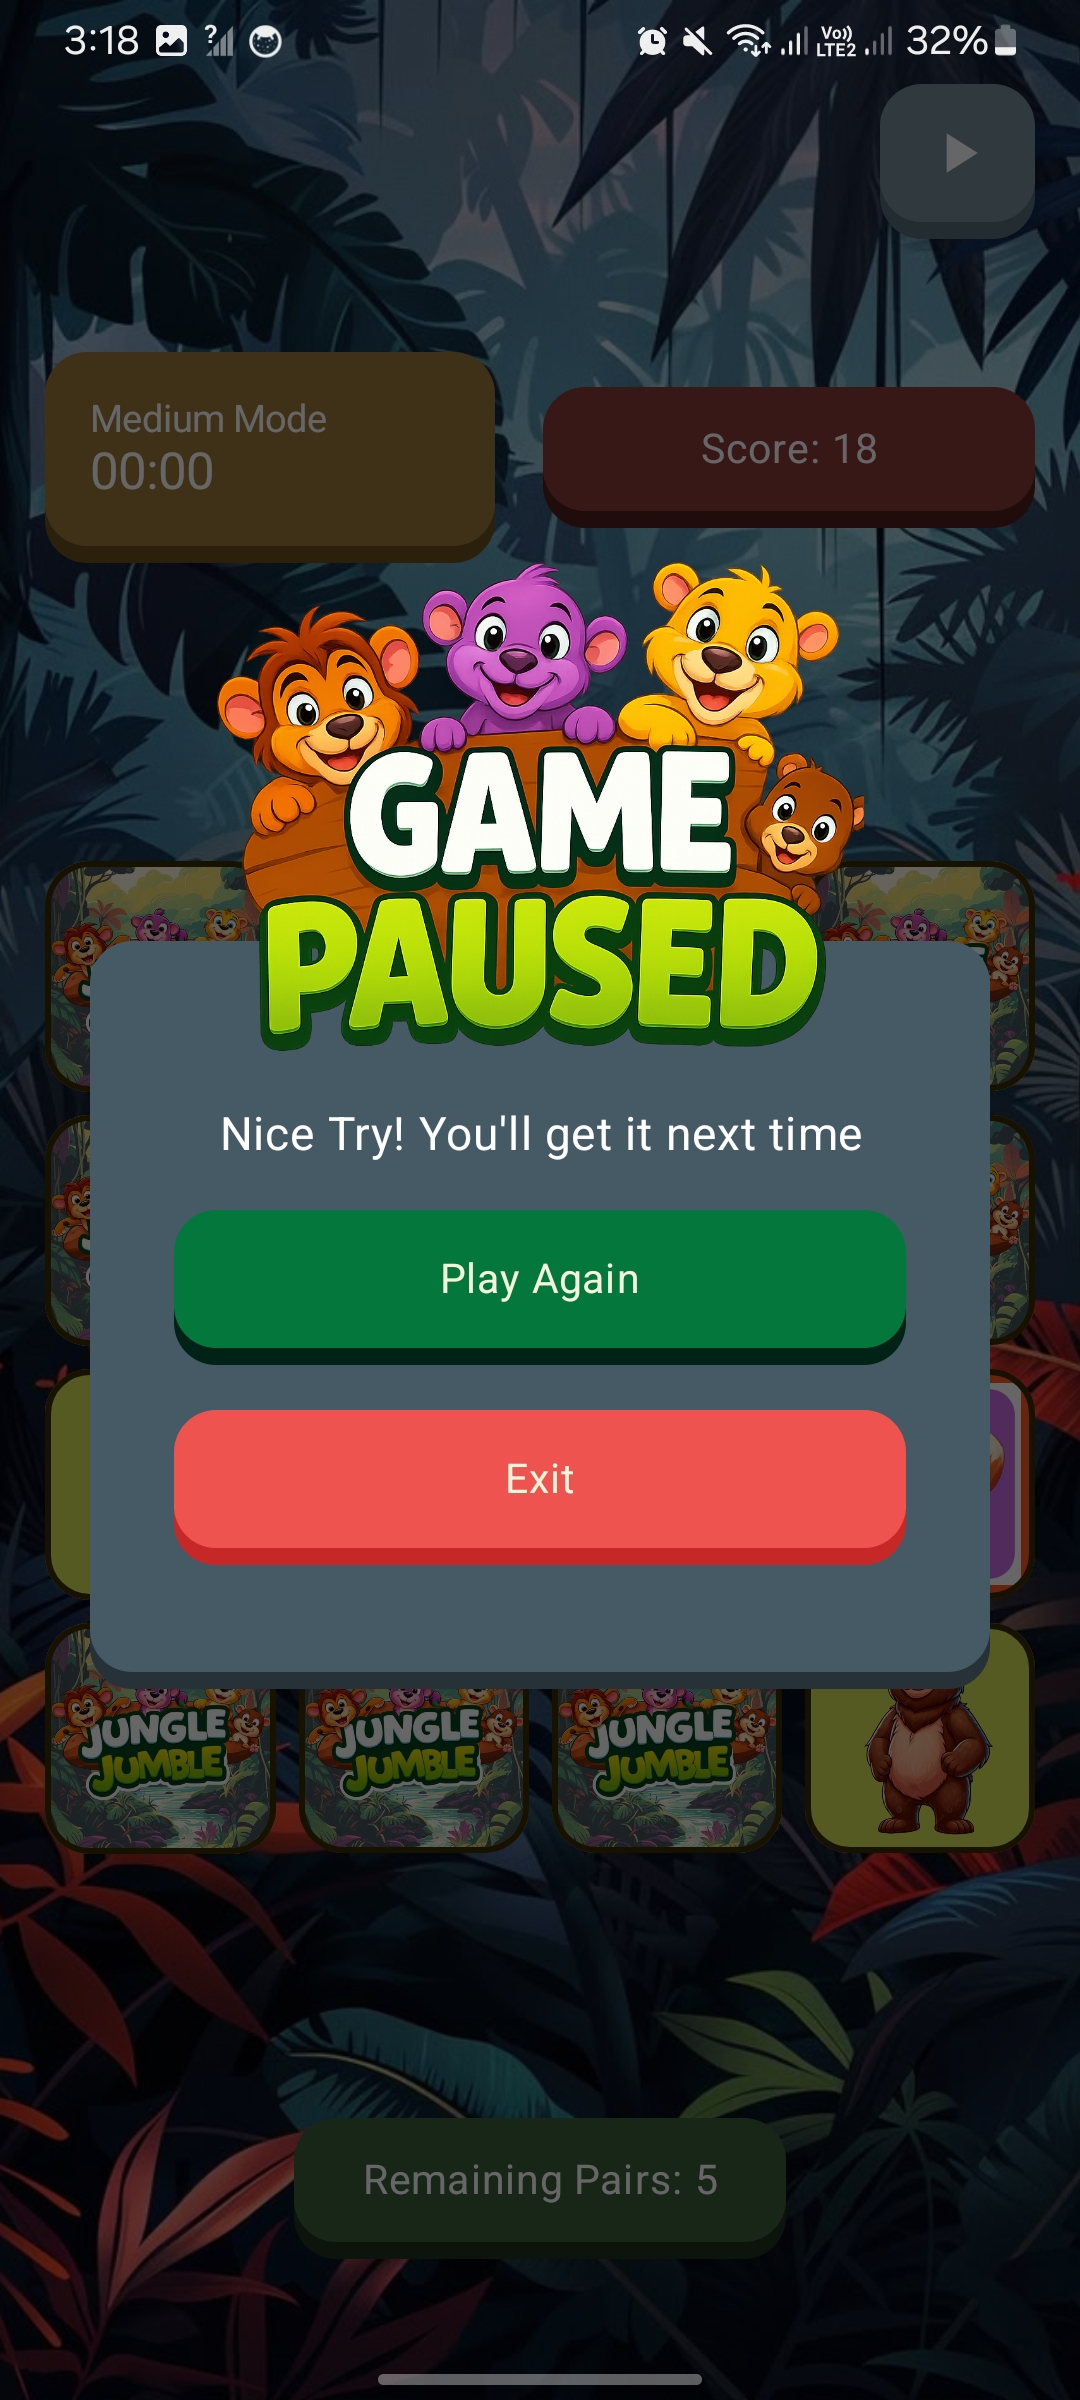 3:18
Vo)) LTE2
32%
Medium Mode
00:00
Score: 18
GAME
PAUSED
Nice Try! You'll get it next time
Play Again
Exit
JUNGLE
JUMBLE
JUNGLE
JUMBLE
JUNGLE
JUMBLE
Remaining Pairs: 5